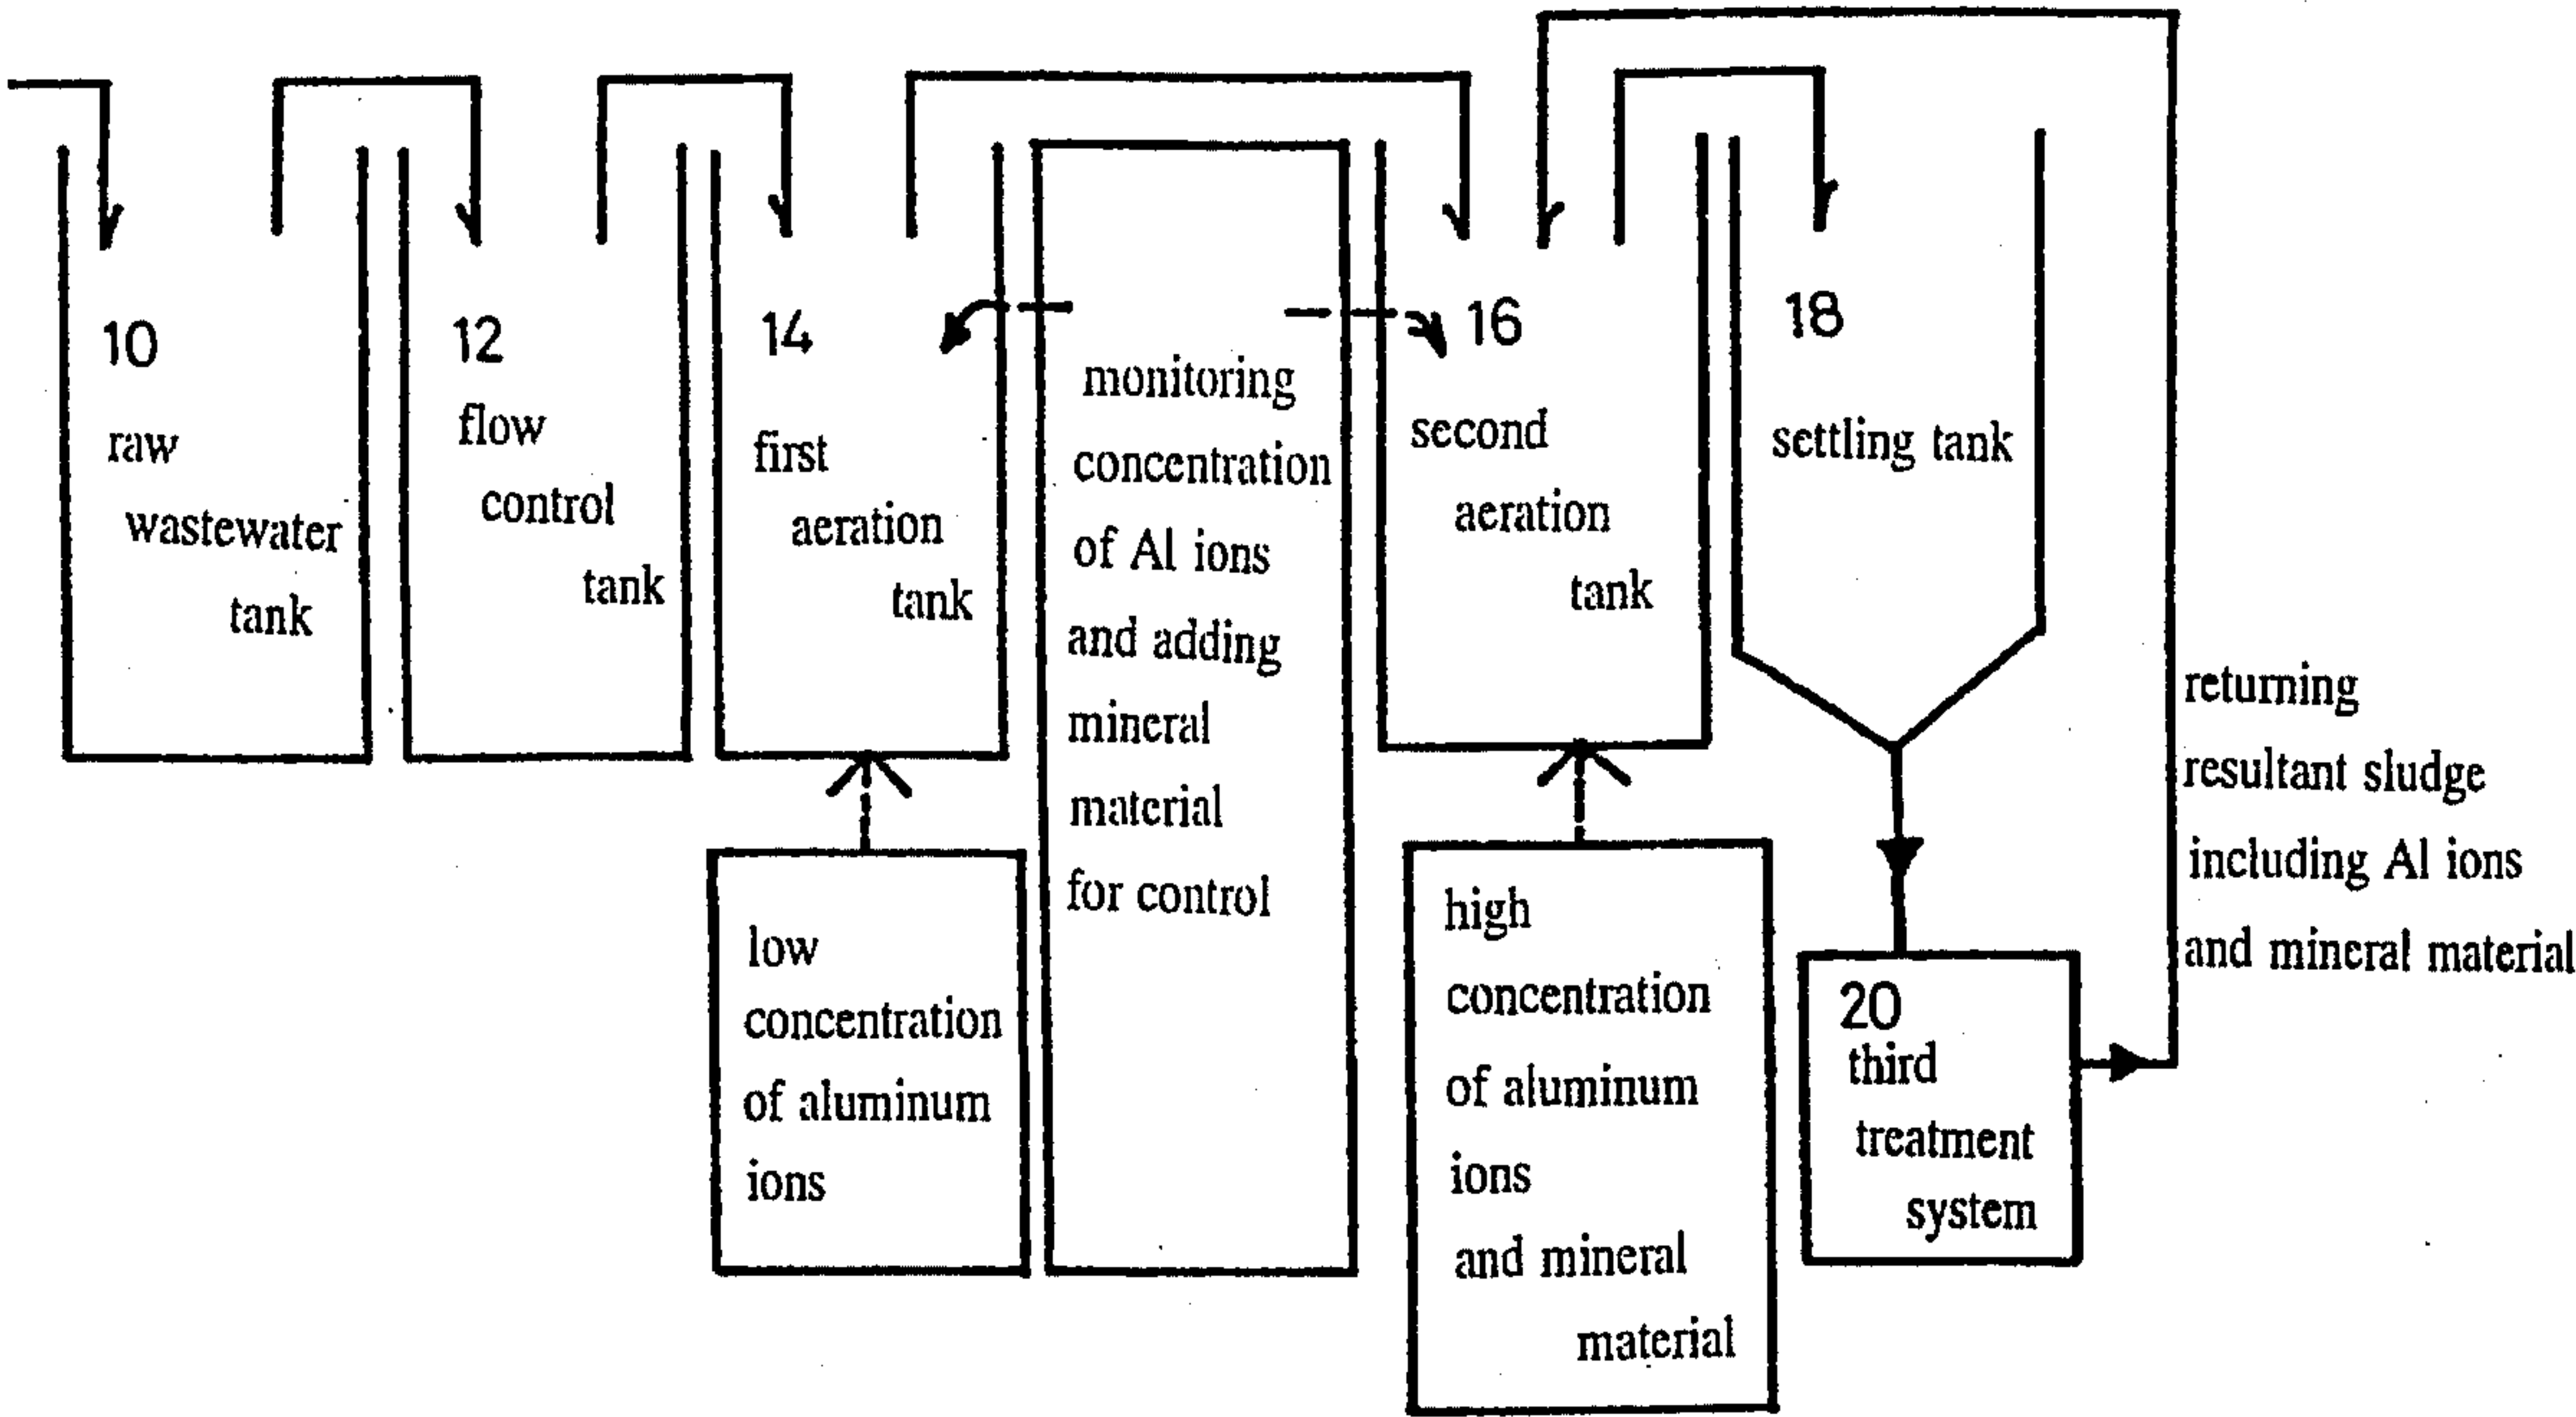 10
raw
wastewater
tank
12
flow
control
tank
14
first
aeration
tank
low
concentration
of aluminum
ions
monitoring
concentration
of Al ions
and adding
mineral
material
for control
16
second
aeration
tank
high
concentration
of aluminum
ions
and mineral
material
18
settling tank
20
third
treatment
system
returning
resultant sludge
including Al ions
and mineral material